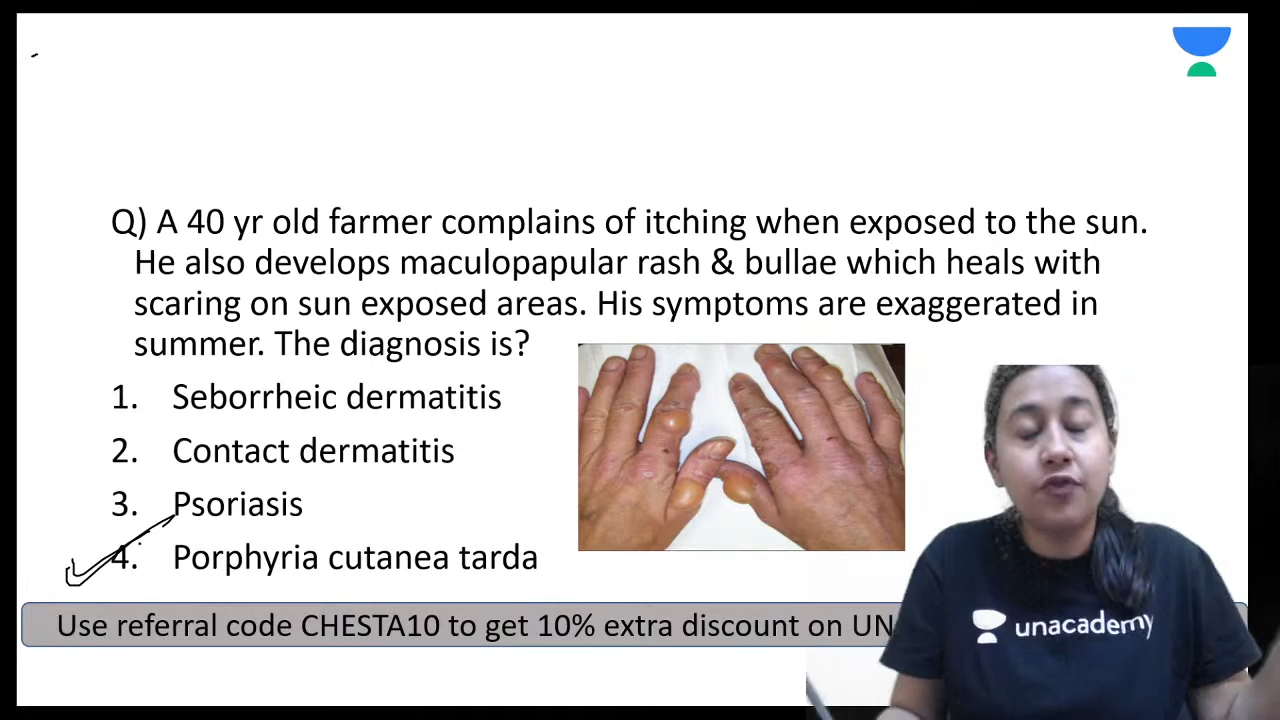 Q) A 40 yr old farmer complains of itching when exposed to the sun.
He also develops maculopapular rash & bullae which heals with
scaring on sun exposed areas. His symptoms are exaggerated in
summer. The diagnosis is?
1. Seborrheic dermatitis
2. Contact dermatitis
3. Psoriasis
4. Porphyria cutanea tarda
Use referral code CHESTA10 to get 10% extra discount on UN
unacademy